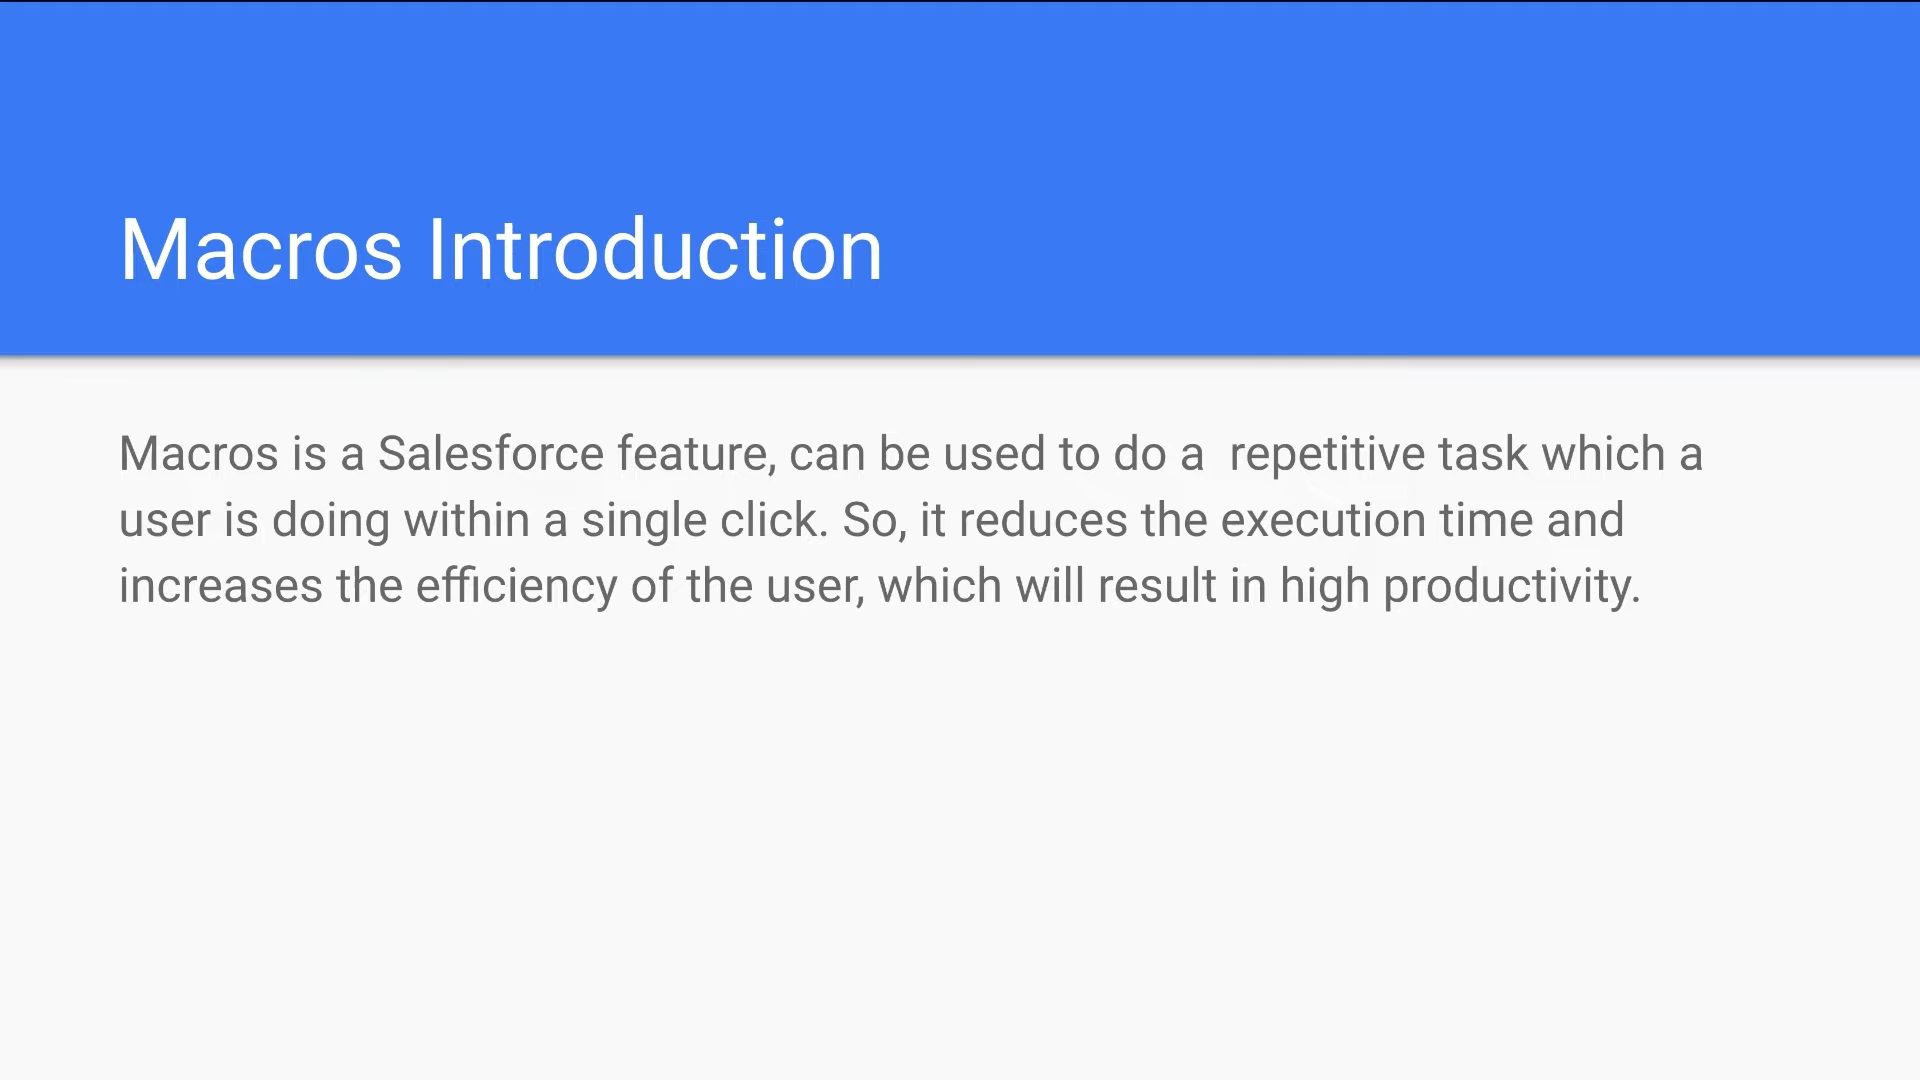 Macros Introduction
Macros is a Salesforce feature, can be used to do a  repetitive task which a
user is doing within a single click. So, it reduces the execution time and
increases the efficiency of the user, which will result in high productivity.